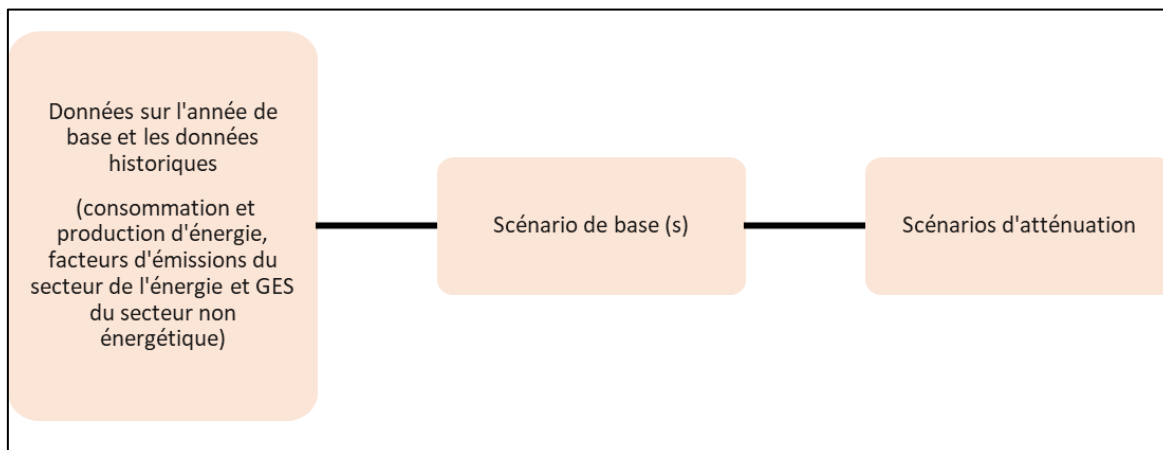 Données sur l'année de
base et les données
historiques
(consommation et
production d'énergie,
facteurs d'émissions du
secteur de l'énergie et GES
du secteur non
énergétique)
Scénario de base (s)
Scénarios d'atténuation